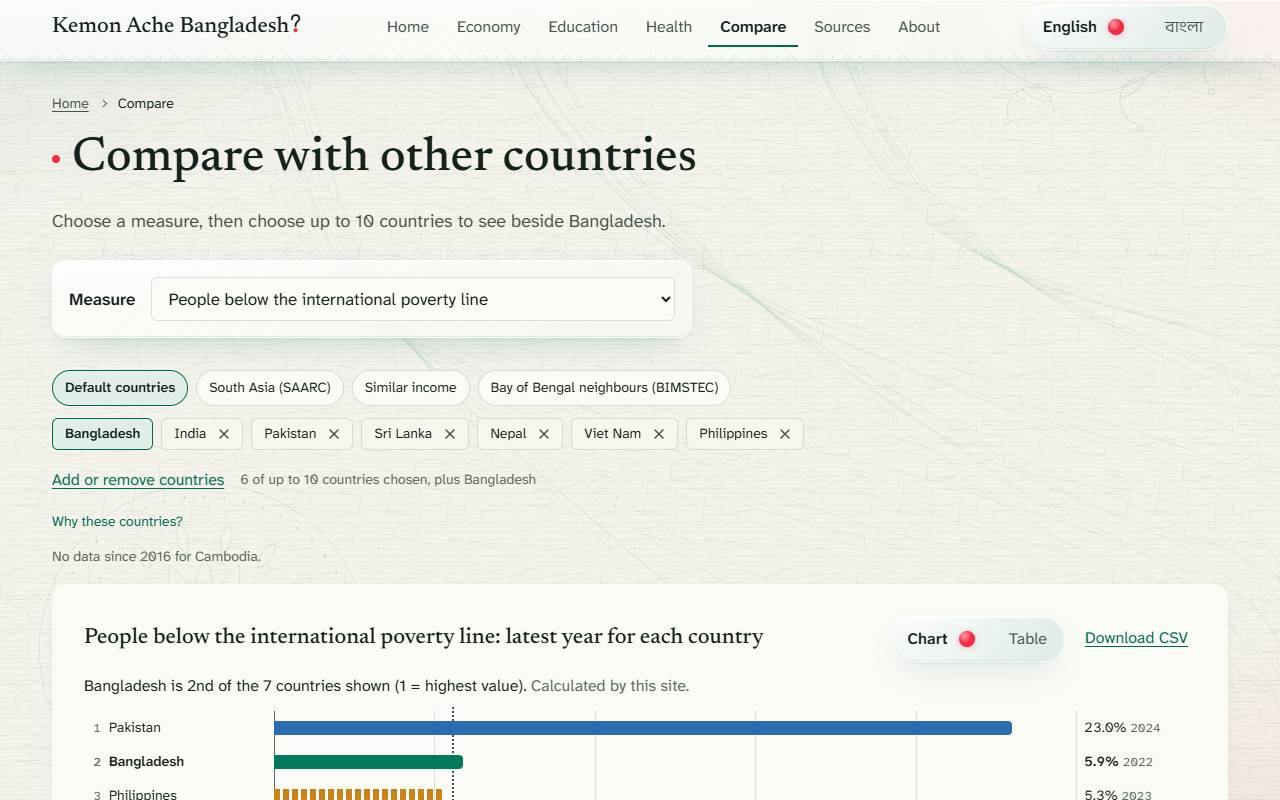 Kemon Ache Bangladesh?
Home Economy Education Health Compare Sources About
English বাংলা
Home > Compare
Compare with other countries
Choose a measure, then choose up to 10 countries to see beside Bangladesh.
Measure People below the international poverty line
Default countries South Asia (SAARC) Similar income Bay of Bengal neighbours (BIMSTEC)
Bangladesh India × Pakistan × Sri Lanka × Nepal × Viet Nam × Philippines ×
Add or remove countries 6 of up to 10 countries chosen, plus Bangladesh
Why these countries?
No data since 2016 for Cambodia.
People below the international poverty line: latest year for each country
Chart Table Download CSV
Bangladesh is 2nd of the 7 countries shown (1 = highest value). Calculated by this site.
1 Pakistan 23.0% 2024
2 Bangladesh 5.9% 2022
3 Philippines 5.3% 2023